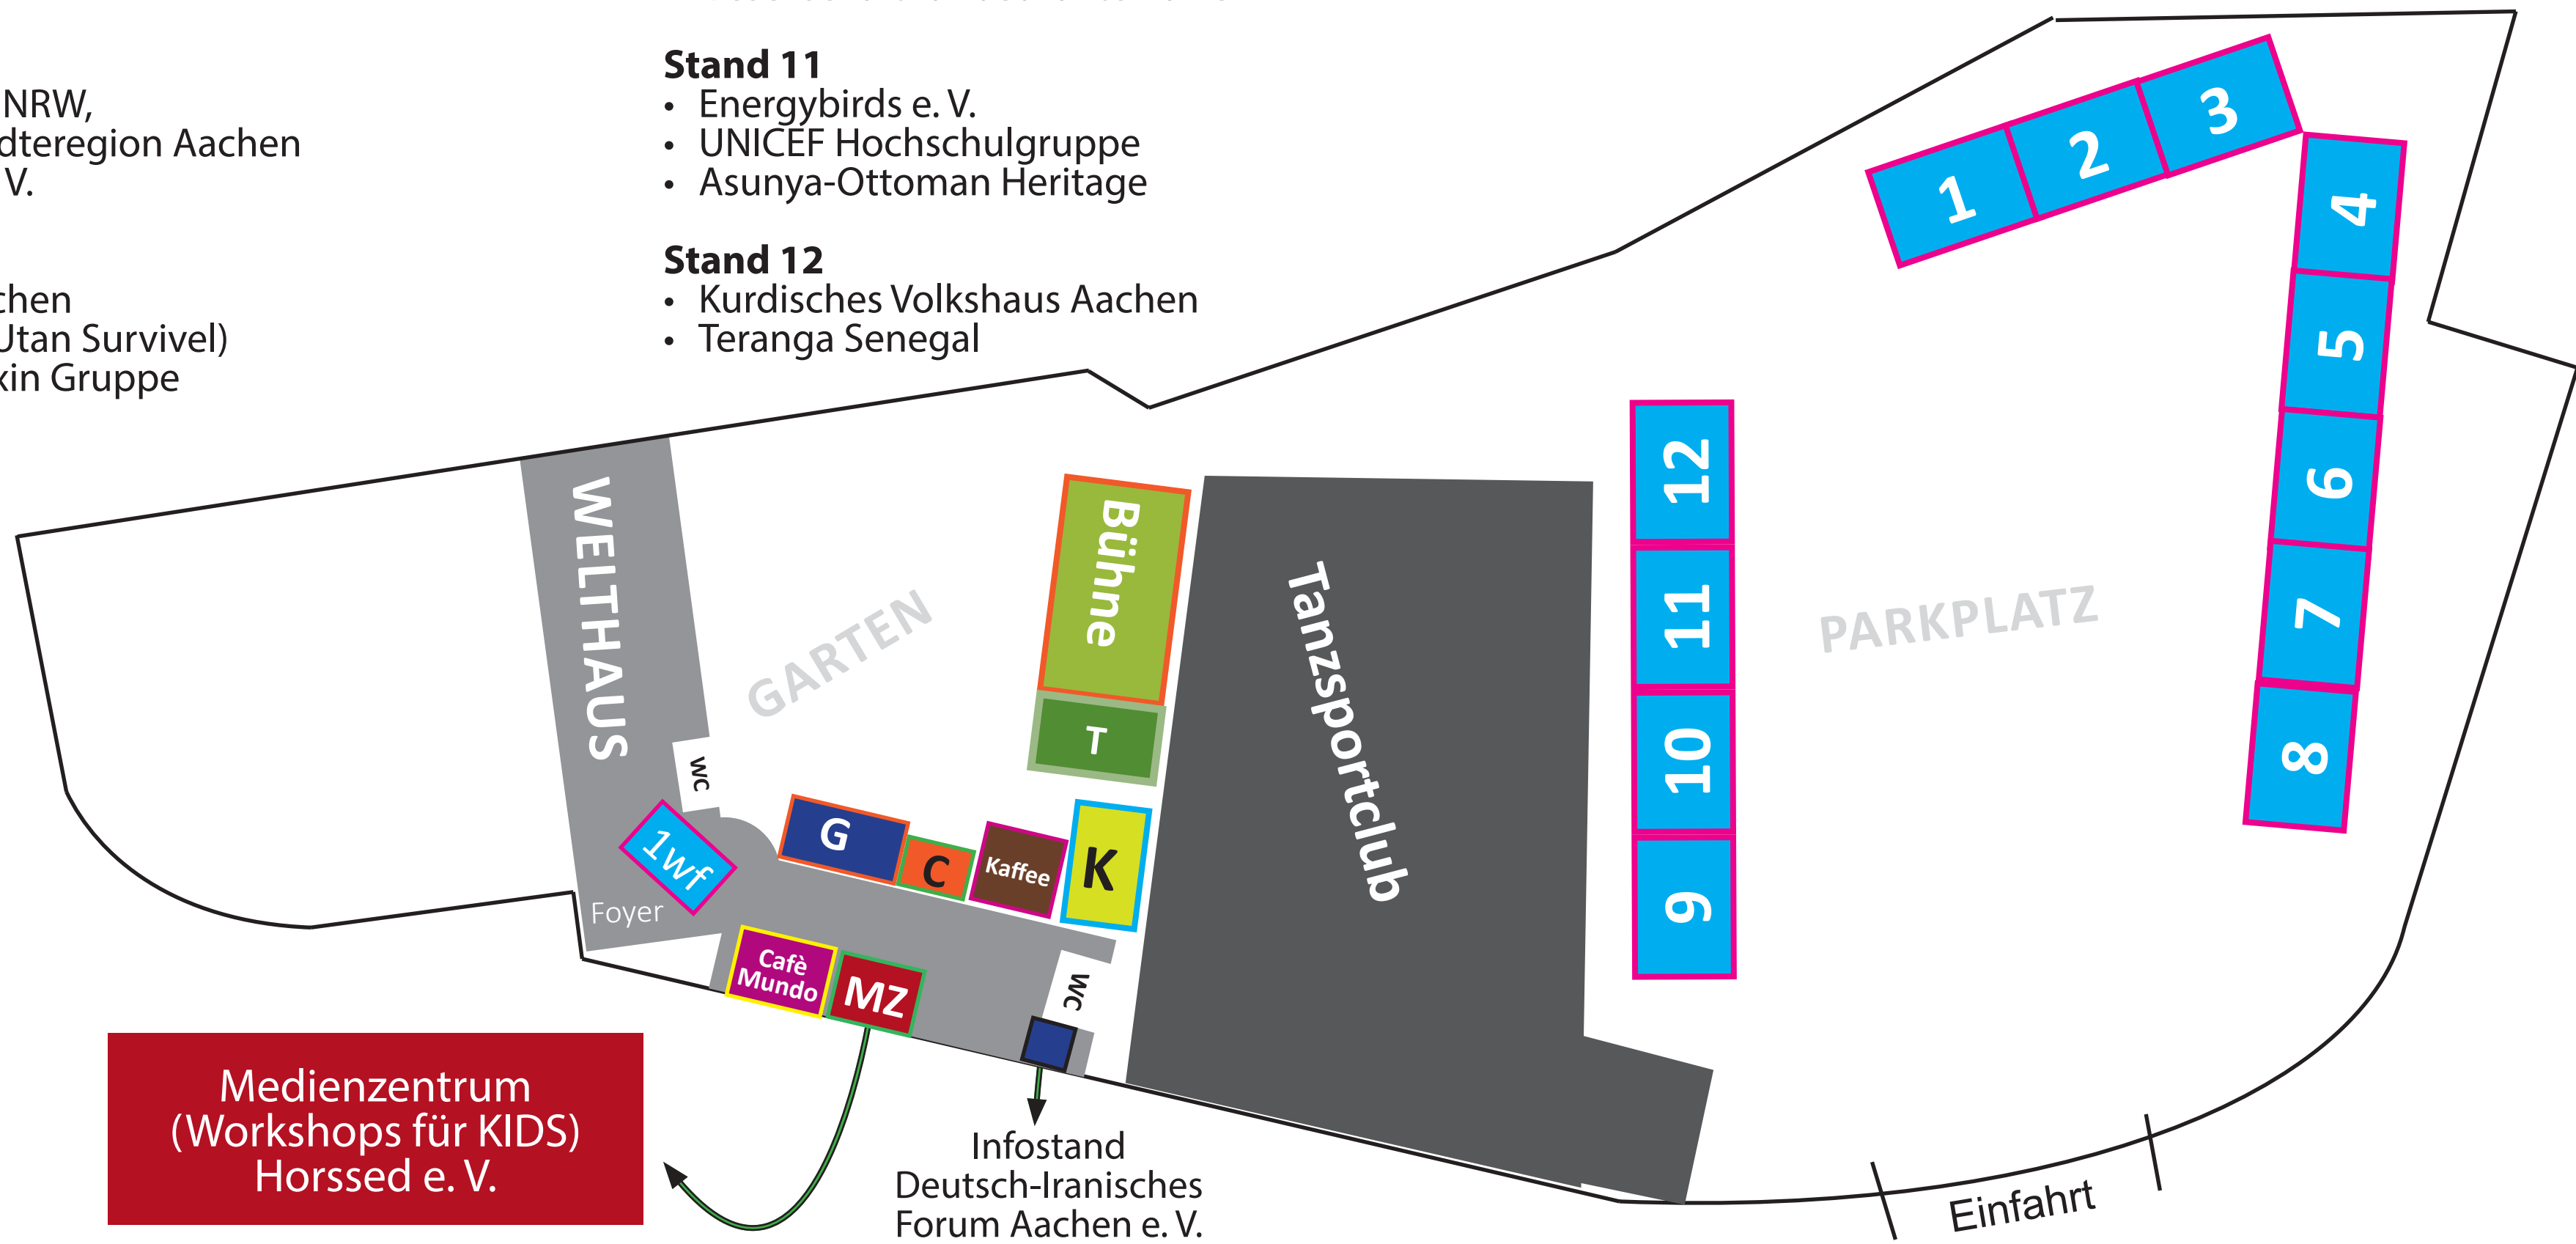 NRW,
dteregion Aachen
V.
chen
Utan Survivel)
kin Gruppe
Stand 11
• Energybirds e. V.
• UNICEF Hochschulgruppe
• Asunya-Ottoman Heritage
Stand 12
• Kurdisches Volkshaus Aachen
• Teranga Senegal
1
2
3
4
5
6
7
8
12
11
10
9
PARKPLATZ
Tanzsportclub
Bühne
T
GARTEN
WELTHAUS
WC
1wf
Foyer
G
C
Kaffee
K
Cafè
Mundo
MZ
WC
Medienzentrum
(Workshops für KIDS)
Horssed e. V.
Infostand
Deutsch-Iranisches
Forum Aachen e. V.
Einfahrt